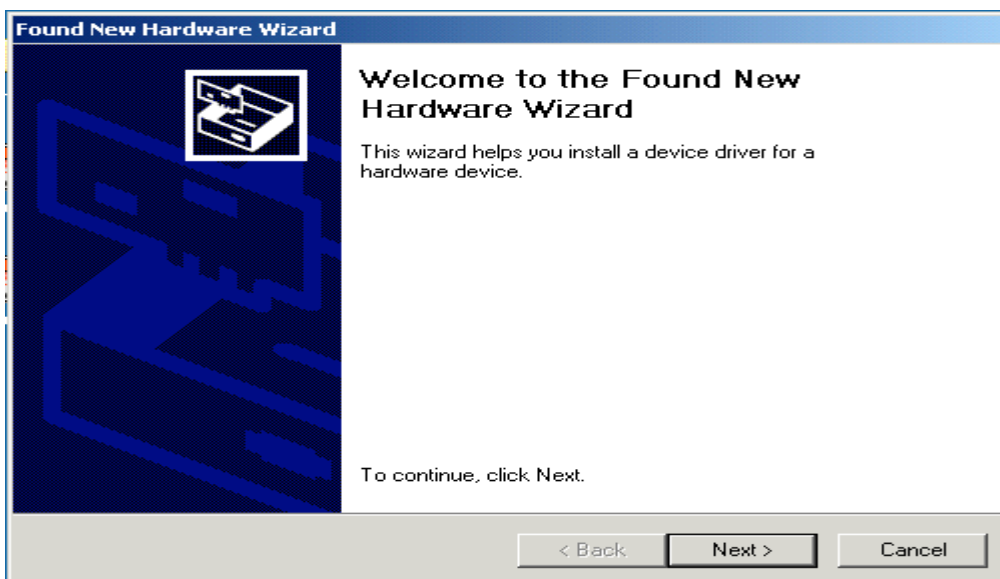 Found New Hardware Wizard
Welcome to the Found New
Hardware Wizard
This wizard helps you install a device driver for a
hardware device.
To continue, click Next.
< Back
Next >
Cancel